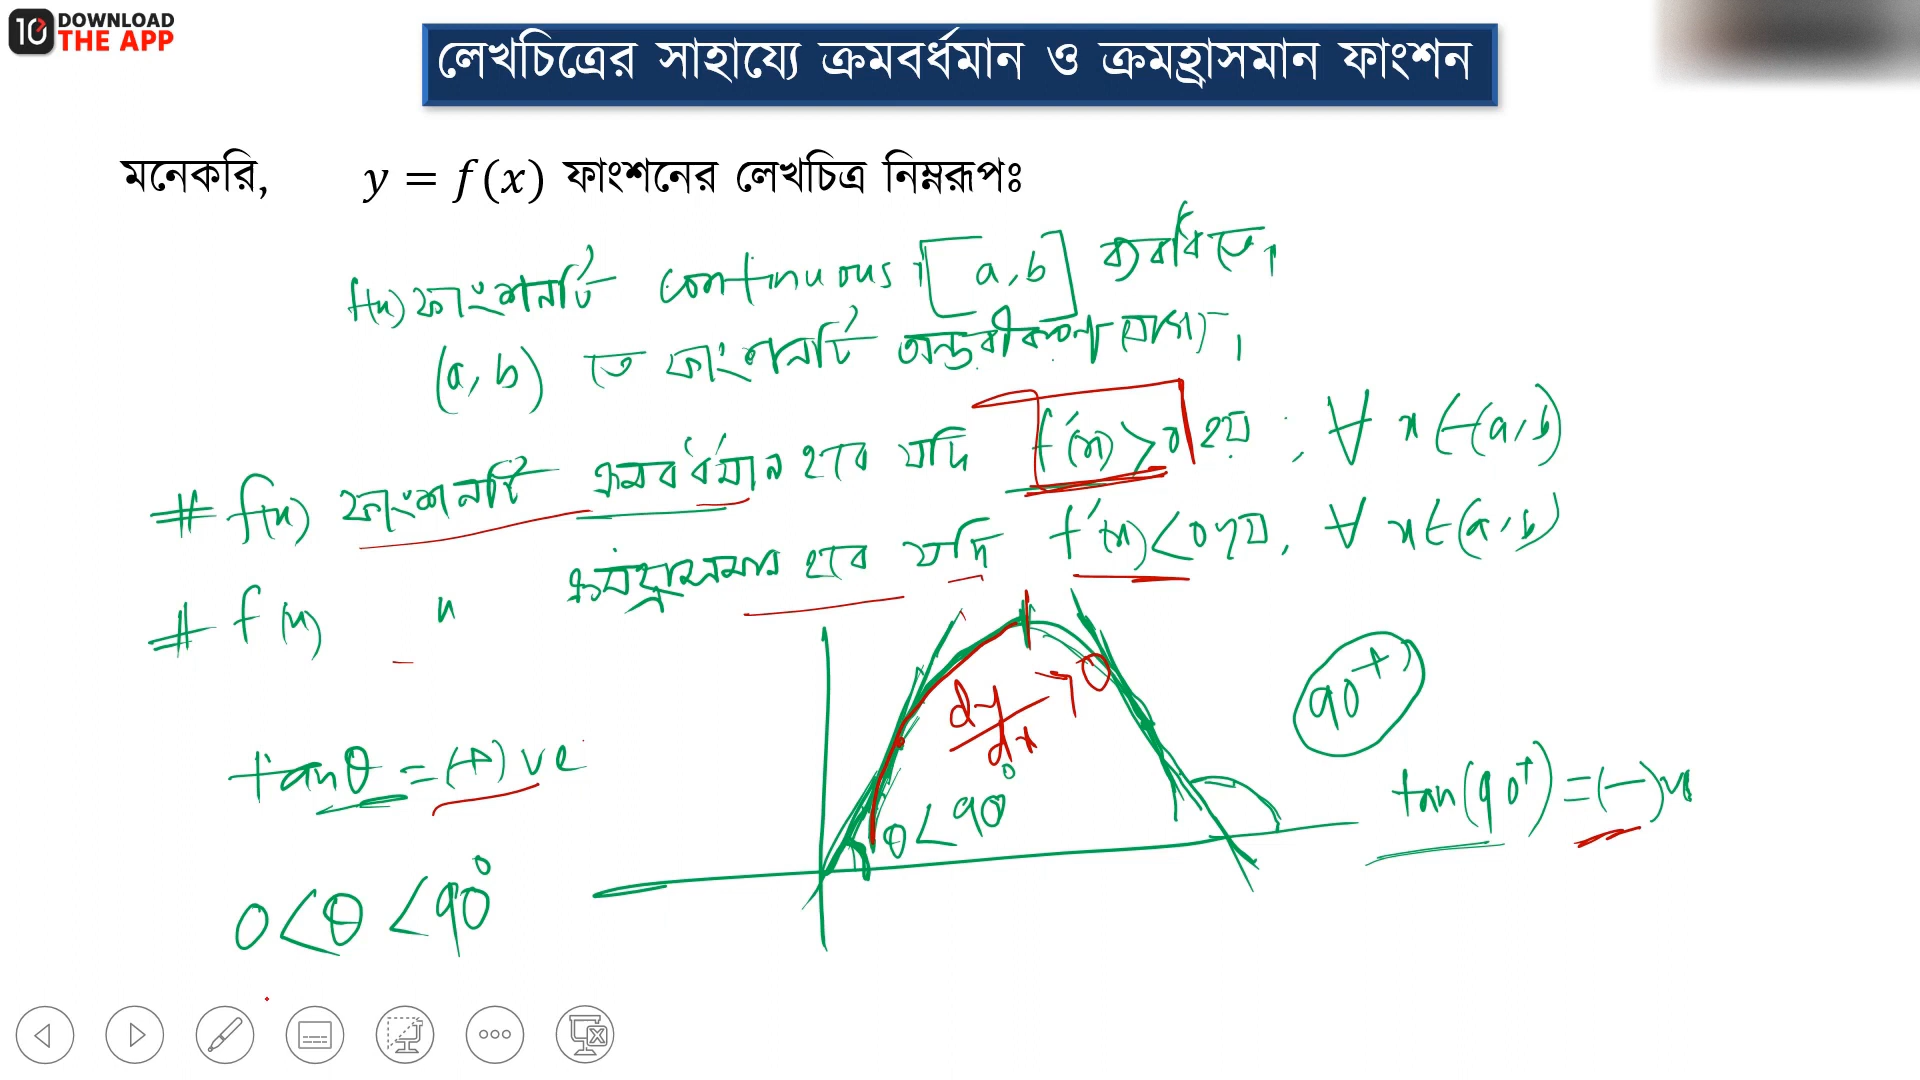 10 DOWNLOAD THE APP
লেখচিত্রের সাহায্যে ক্রমবর্ধমান ও ক্রমহ্রাসমান ফাংশন
মনেকরি, y = f(x) ফাংশনের লেখচিত্র নিম্নরূপঃ
f(x) ফাংশনটি continuous [a, b] ব্যবধিতে।
(a, b) তে ফাংশনটি অন্তরীকরণ যোগ্য।
# f(x) ফাংশনটি ক্রমবর্ধমান হবে যদি f′(x) > 0 হয় ; ∀ x ∈ (a, b)
# f(x) " ক্রমহ্রাসমান হবে যদি f′(x) < 0 হয়, ∀ x ∈ (a, b)
dy/dx > 0
90⁺
tanθ = (+) ve
tan(90⁺) = (−) ve
θ < 90°
0 < θ < 90°